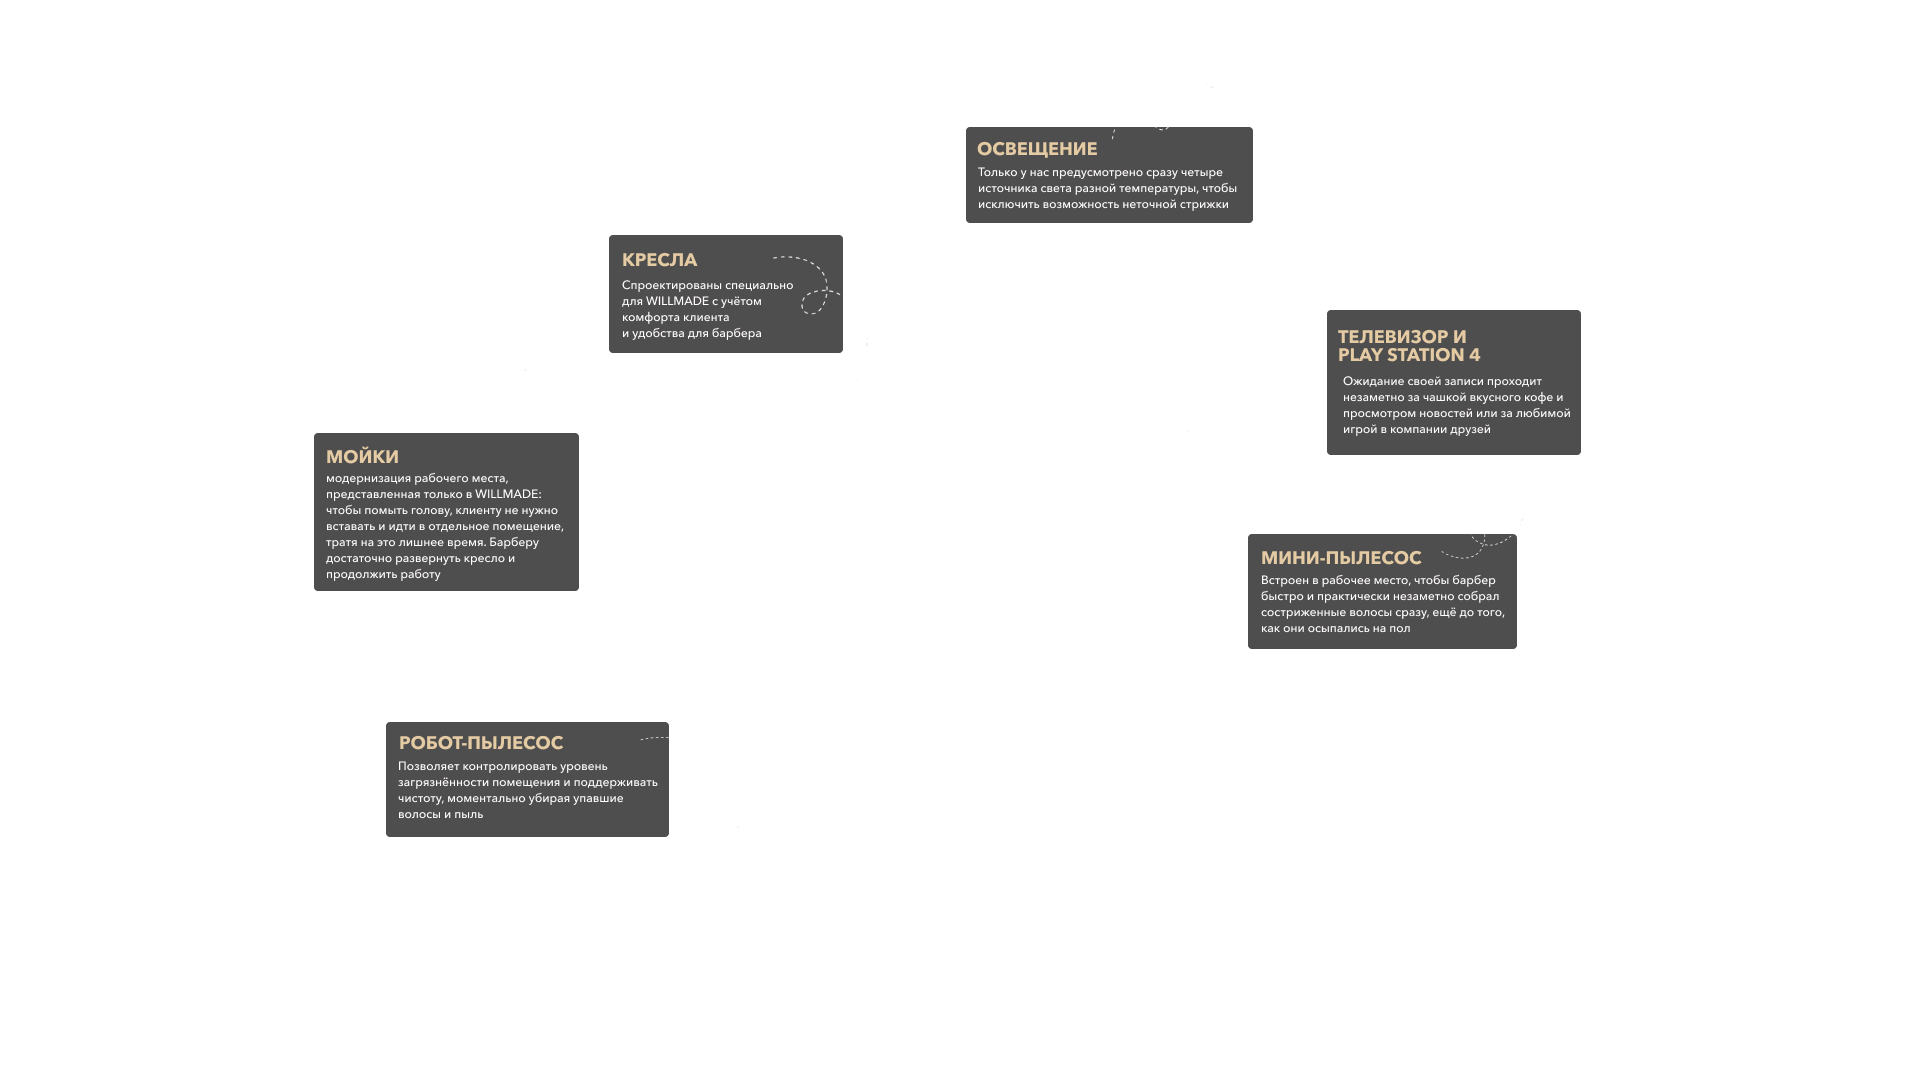 ОСВЕЩЕНИЕ
Только у нас предусмотрено сразу четыре
источника света разной температуры, чтобы
исключить возможность неточной стрижки
КРЕСЛА
Спроектированы специально
для WILLMADE с учётом
комфорта клиента
и удобства для барбера
ТЕЛЕВИЗОР И
PLAY STATION 4
Ожидание своей записи проходит
незаметно за чашкой вкусного кофе и
просмотром новостей или за любимой
игрой в компании друзей
МОЙКИ
модернизация рабочего места,
представленная только в WILLMADE:
чтобы помыть голову, клиенту не нужно
вставать и идти в отдельное помещение,
тратя на это лишнее время. Барберу
достаточно развернуть кресло и
продолжить работу
МИНИ-ПЫЛЕСОС
Встроен в рабочее место, чтобы барбер
быстро и практически незаметно собрал
состриженные волосы сразу, ещё до того,
как они осыпались на пол
РОБОТ-ПЫЛЕСОС
Позволяет контролировать уровень
загрязнённости помещения и поддерживать
чистоту, моментально убирая упавшие
волосы и пыль